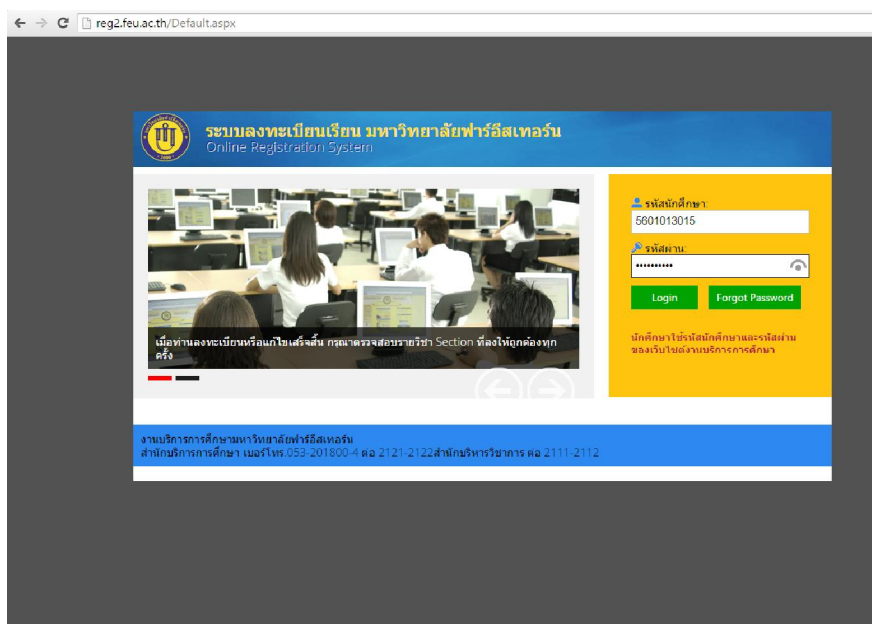 reg2.feu.ac.th/Default.aspx
ระบบลงทะเบียนเรียน มหาวิทยาลัยฟาร์อีสเทอร์น
Online Registration System
รหัสนักศึกษา:
5601013015
รหัสผ่าน:
••••••••••
Login Forgot Password
นักศึกษาใช้รหัสนักศึกษาและรหัสผ่าน
ของเว็บไซต์งานบริการการศึกษา
เมื่อท่านลงทะเบียนหรือแก้ไขเสร็จสิ้น กรุณาตรวจสอบรายวิชา Section ที่ลงให้ถูกต้องทุก
ครั้ง
งานบริการการศึกษามหาวิทยาลัยฟาร์อีสเทอร์น
สำนักบริการการศึกษา เบอร์โทร.053-201800-4 ต่อ 2121-2122สำนักบริหารวิชาการ ต่อ 2111-2112